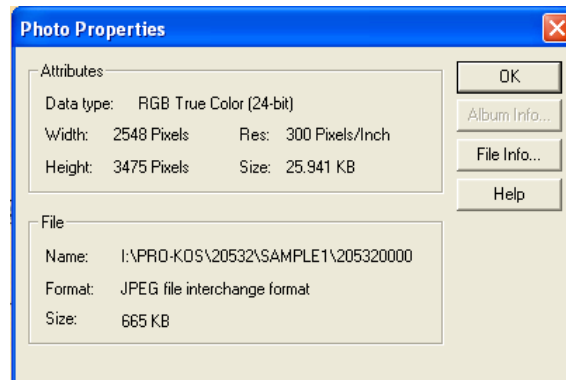 Photo Properties
Attributes
Data type: RGB True Color (24-bit)
Width: 2548 Pixels Res: 300 Pixels/Inch
Height: 3475 Pixels Size: 25.941 KB
File
Name: I:\PRO-KOS\20532\SAMPLE1\205320000
Format: JPEG file interchange format
Size: 665 KB
OK
Album Info...
File Info...
Help